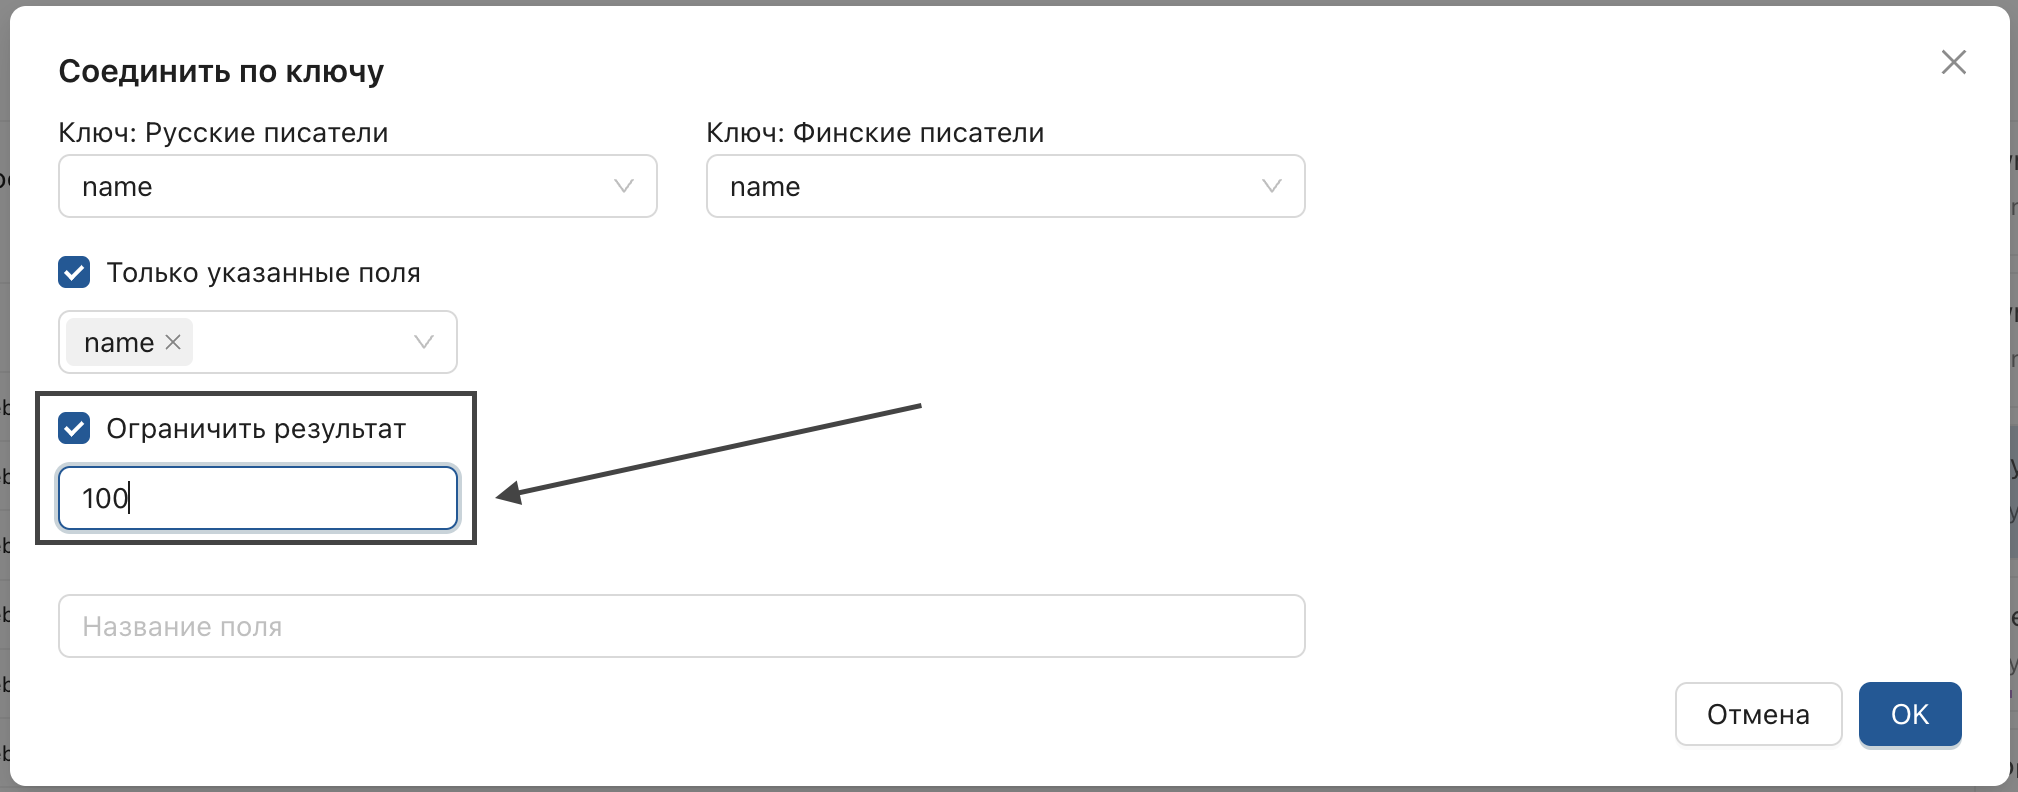 Соединить по ключу
Ключ: Русские писатели
Ключ: Финские писатели
name
name
Только указанные поля
name
Ограничить результат
100
Название поля
Отмена
OK